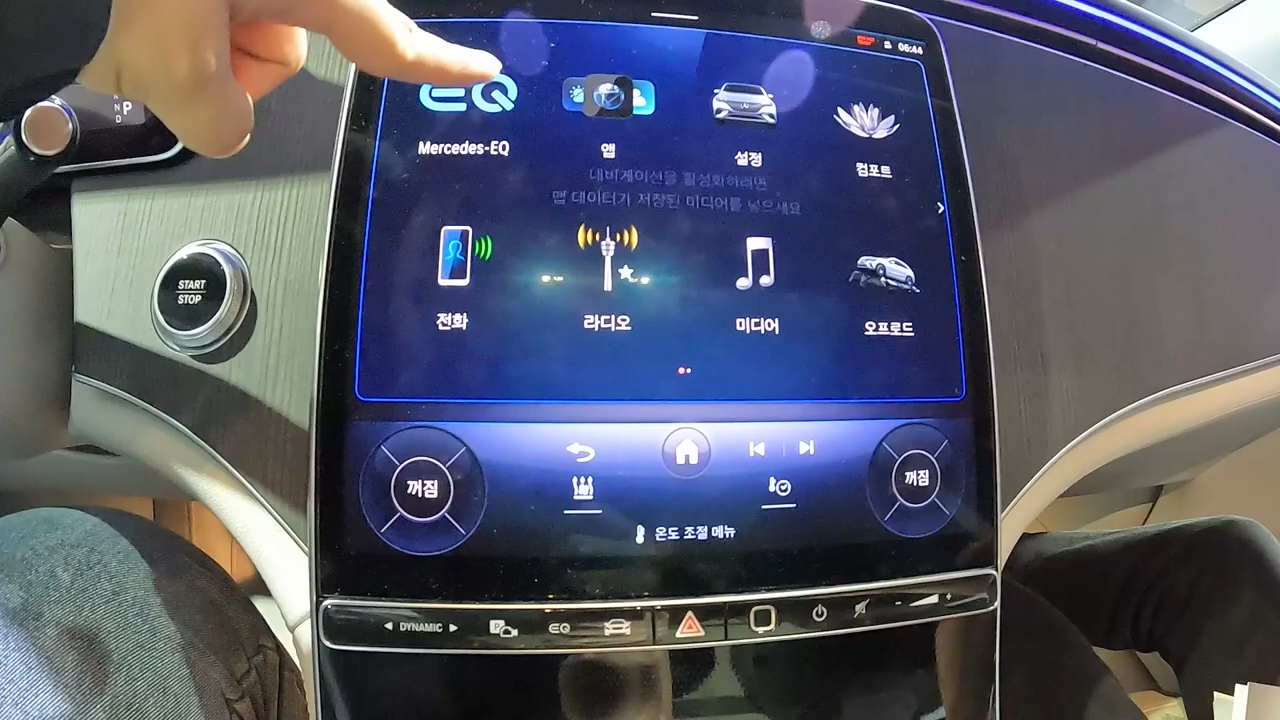 06:44
EQ
Mercedes-EQ
앱
설정
컴포트
내비게이션을 활성화하려면
맵 데이터가 저장된 미디어를 넣으세요
전화
라디오
미디어
오프로드
R
N
D
P
START
STOP
꺼짐
꺼짐
온도 조절 메뉴
DYNAMIC
P
EQ
- +